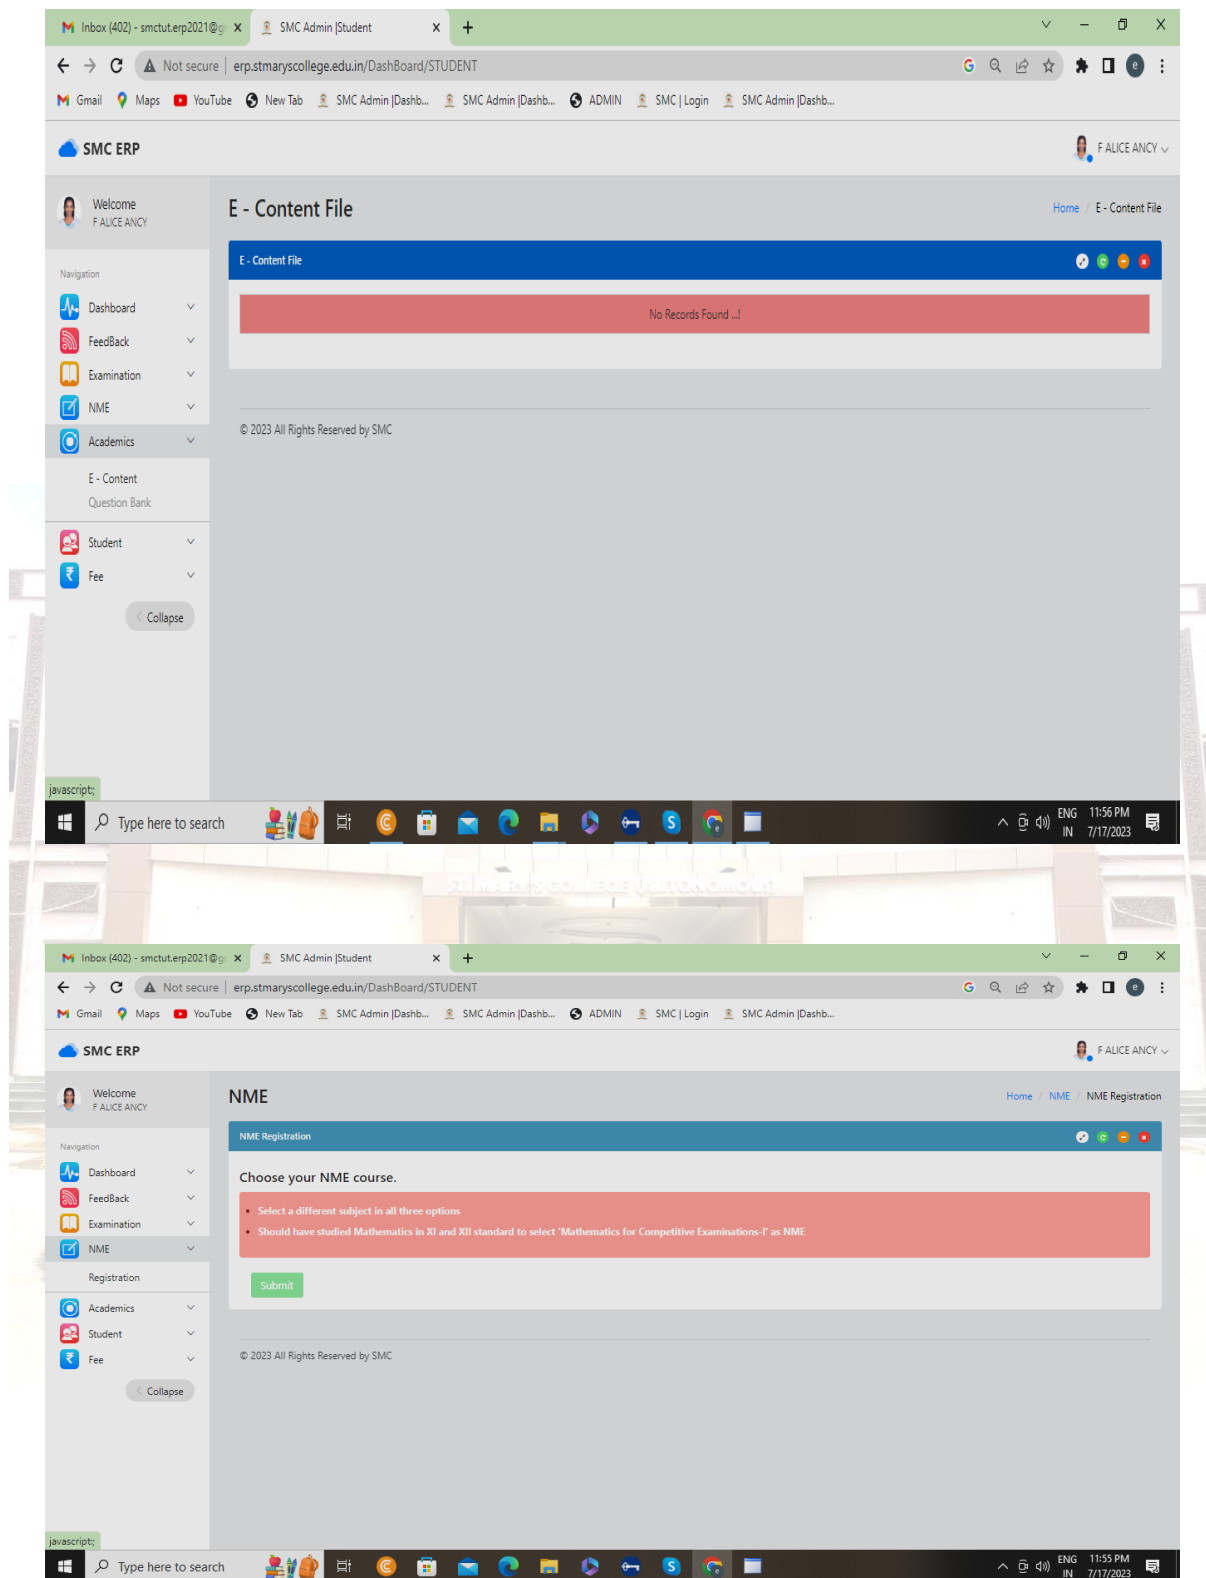 Inbox (402) - smctut.erp2021@g
SMC Admin |Student
Not secure | erp.stmaryscollege.edu.in/DashBoard/STUDENT
Gmail Maps YouTube New Tab SMC Admin |Dashb... SMC Admin |Dashb... ADMIN SMC | Login SMC Admin |Dashb...
SMC ERP
F ALICE ANCY
Welcome
F ALICE ANCY
E - Content File
Home / E - Content File
Navigation
E - Content File
Dashboard
No Records Found ...!
FeedBack
Examination
NME
Academics
© 2023 All Rights Reserved by SMC
E - Content
Question Bank
Student
Fee
Collapse
javascript:;
Type here to search
ENG 11:56 PM
IN 7/17/2023
ST. MARY'S COLLEGE (AUTONOMOUS)
Inbox (402) - smctut.erp2021@g
SMC Admin |Student
Not secure | erp.stmaryscollege.edu.in/DashBoard/STUDENT
Gmail Maps YouTube New Tab SMC Admin |Dashb... SMC Admin |Dashb... ADMIN SMC | Login SMC Admin |Dashb...
SMC ERP
F ALICE ANCY
Welcome
F ALICE ANCY
NME
Home / NME / NME Registration
Navigation
NME Registration
Dashboard
FeedBack
Examination
NME
Registration
Academics
Student
Fee
Collapse
Choose your NME course.
Select a different subject in all three options
Should have studied Mathematics in XI and XII standard to select 'Mathematics for Competitive Examinations-I' as NME
Submit
© 2023 All Rights Reserved by SMC
javascript:;
Type here to search
ENG 11:55 PM
IN 7/17/2023